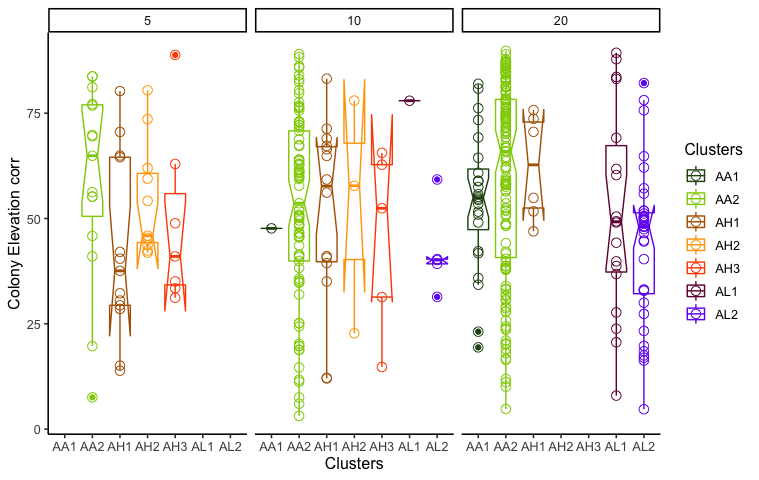 5 10 20
Colony Elevation corr
75
50
25
0
AA1 AA2 AH1 AH2 AH3 AL1 AL2 AA1 AA2 AH1 AH2 AH3 AL1 AL2 AA1 AA2 AH1 AH2 AH3 AL1 AL2
Clusters
Clusters
AA1
AA2
AH1
AH2
AH3
AL1
AL2